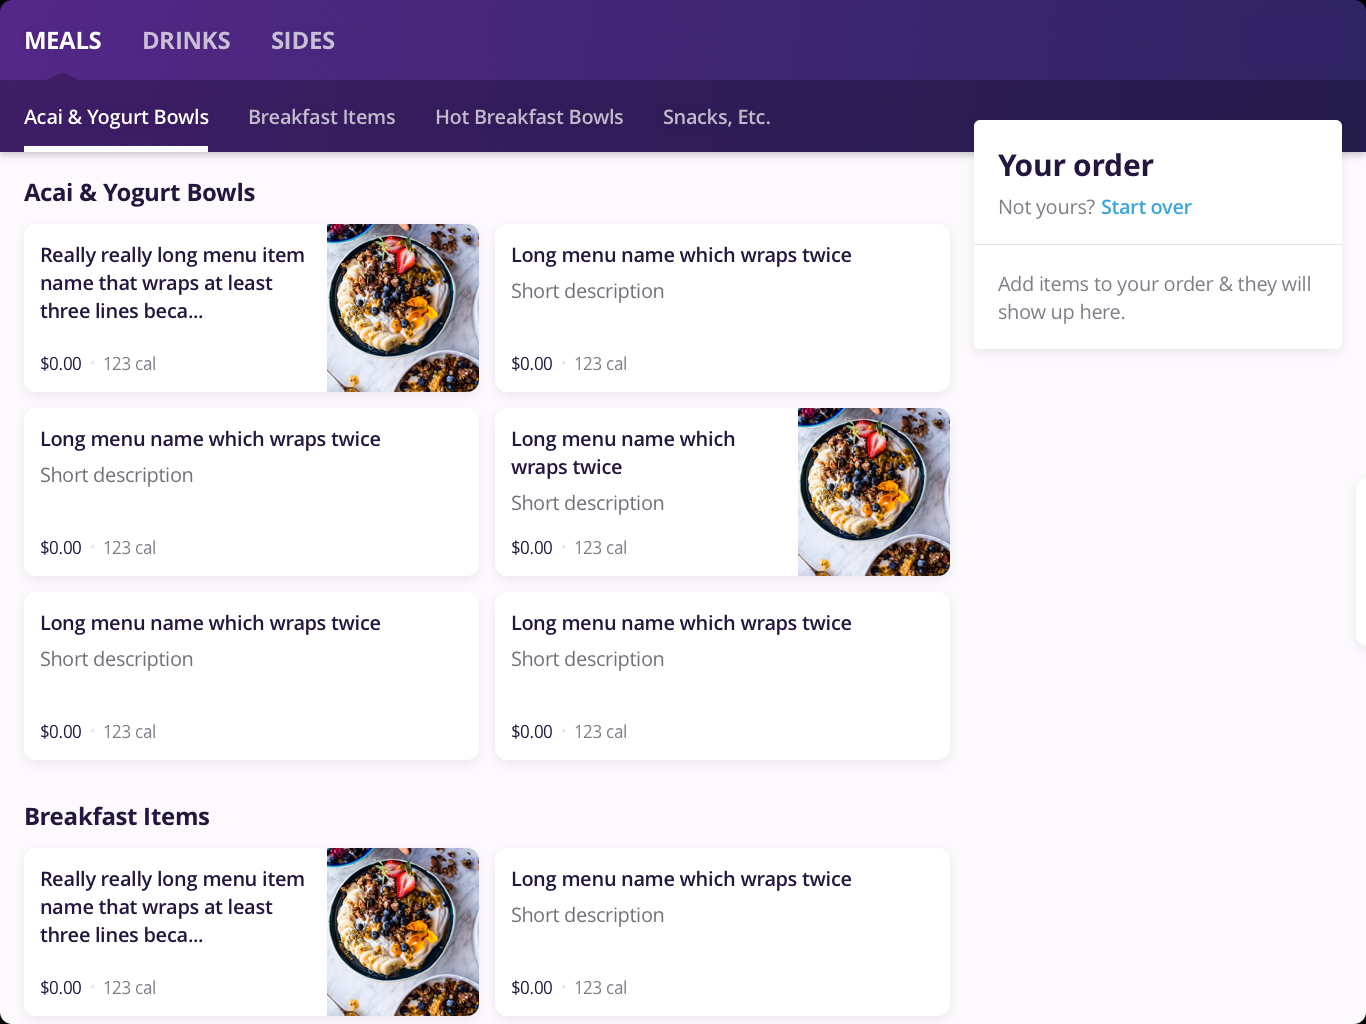 MEALS DRINKS SIDES
Acai & Yogurt Bowls Breakfast Items Hot Breakfast Bowls Snacks, Etc.
Acai & Yogurt Bowls
Really really long menu item
name that wraps at least
three lines beca...
$0.00 · 123 cal
Long menu name which wraps twice
Short description
$0.00 · 123 cal
Long menu name which wraps twice
Short description
$0.00 · 123 cal
Long menu name which
wraps twice
Short description
$0.00 · 123 cal
Long menu name which wraps twice
Short description
$0.00 · 123 cal
Long menu name which wraps twice
Short description
$0.00 · 123 cal
Breakfast Items
Really really long menu item
name that wraps at least
three lines beca...
$0.00 · 123 cal
Long menu name which wraps twice
Short description
$0.00 · 123 cal
Your order
Not yours? Start over
Add items to your order & they will
show up here.